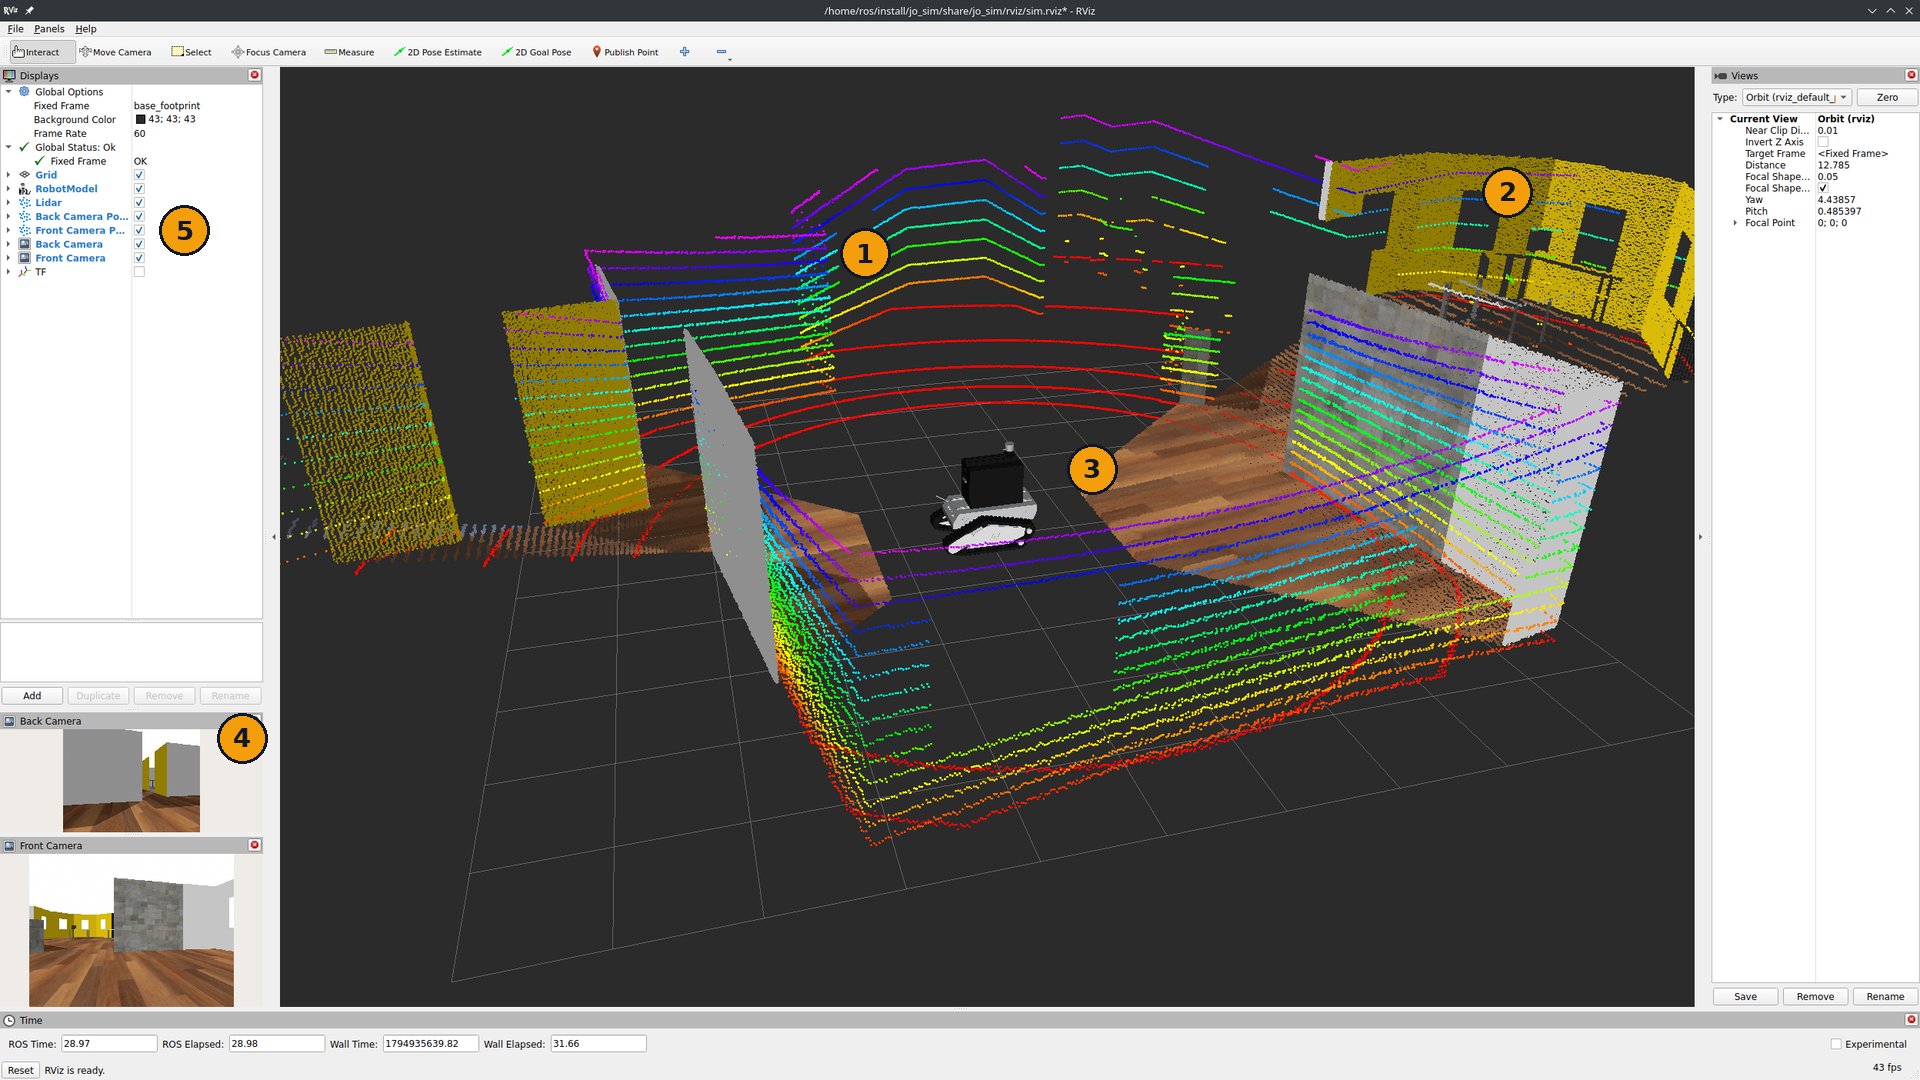 RViz
/home/ros/install/jo_sim/share/jo_sim/rviz/sim.rviz* - RViz
File Panels Help
Interact Move Camera Select Focus Camera Measure 2D Pose Estimate 2D Goal Pose Publish Point
Displays
Global Options
Fixed Frame base_footprint
Background Color 43; 43; 43
Frame Rate 60
Global Status: Ok
Fixed Frame OK
Grid
RobotModel
Lidar
Back Camera Po...
Front Camera P...
Back Camera
Front Camera
TF
5
Add Duplicate Remove Rename
Back Camera
4
Front Camera
1
2
3
Views
Type: Orbit (rviz_default_ Zero
Current View Orbit (rviz)
Near Clip Di... 0.01
Invert Z Axis
Target Frame <Fixed Frame>
Distance 12.785
Focal Shape... 0.05
Focal Shape...
Yaw 4.43857
Pitch 0.485397
Focal Point 0; 0; 0
Save Remove Rename
Time
ROS Time: 28.97 ROS Elapsed: 28.98 Wall Time: 1794935639.82 Wall Elapsed: 31.66 Experimental
Reset RViz is ready. 43 fps